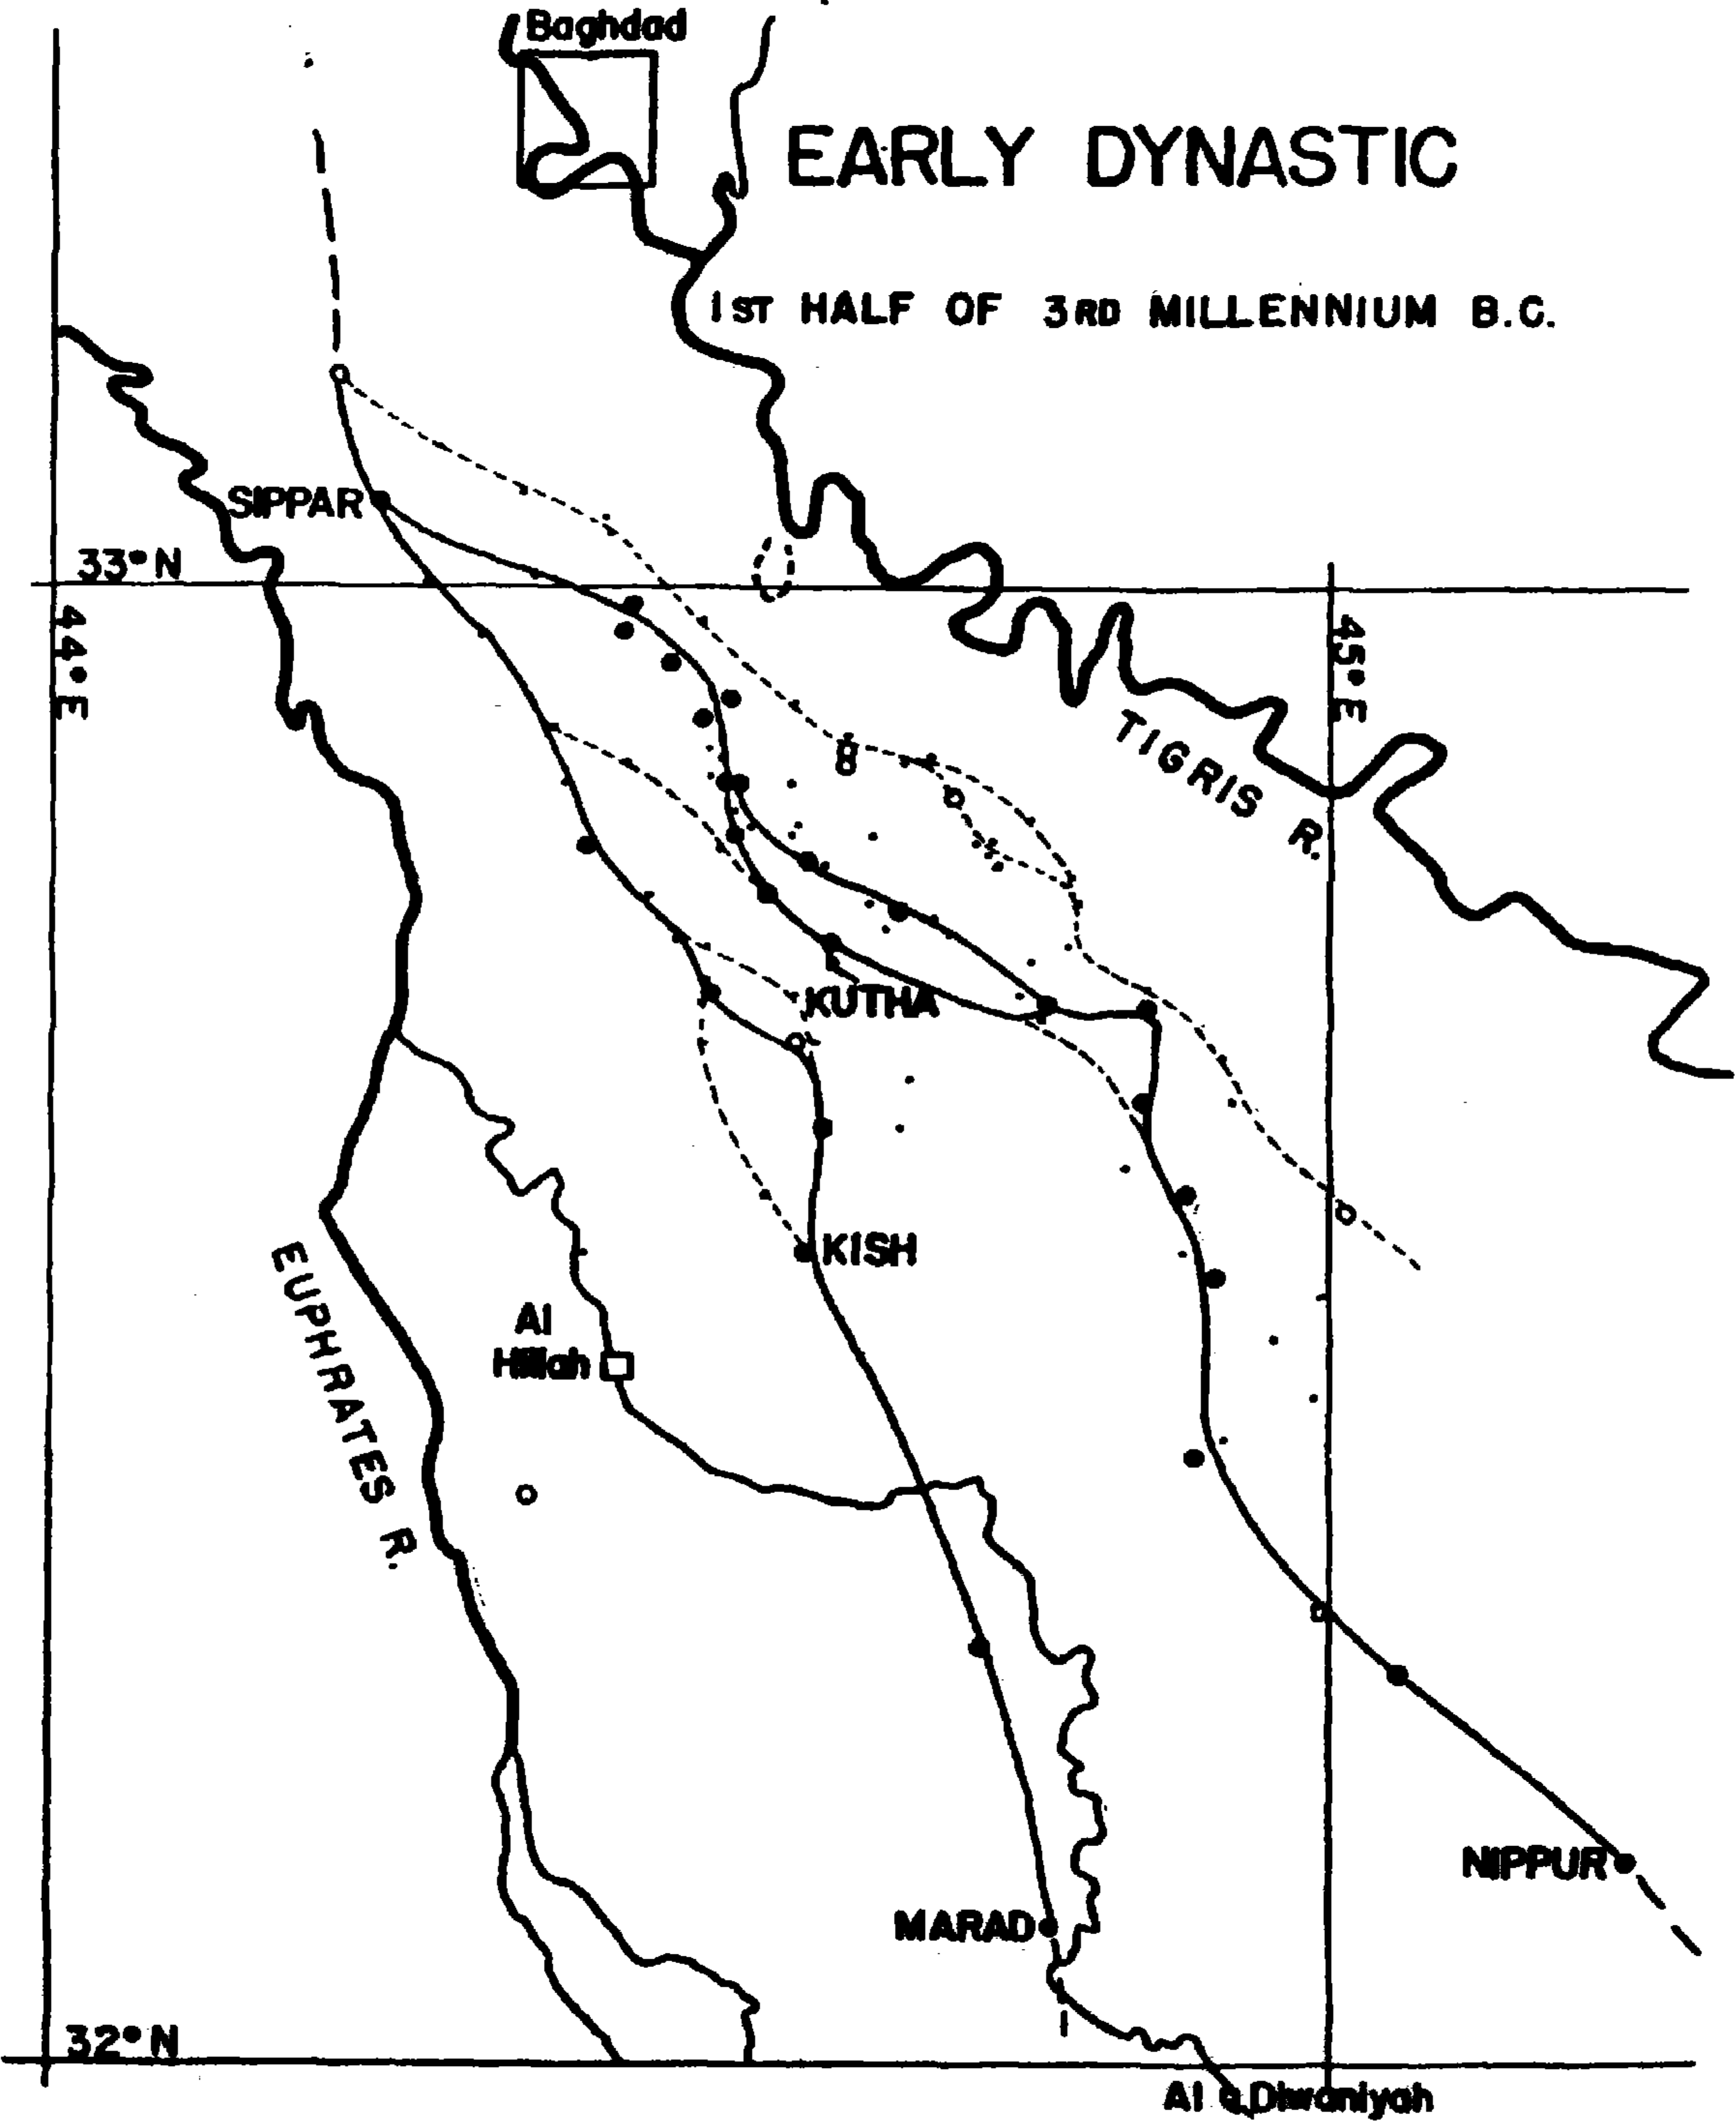 Baghdad
EARLY DYNASTIC
1ST HALF OF 3RD MILLENNIUM B.C.
SIPPAR
33°N
44°E
45°E
TIGRIS R.
KUTHA
KISH
EUPHRATES R.
Al
Hillah
NIPPUR
MARAD
32°N
Al Diwaniyah